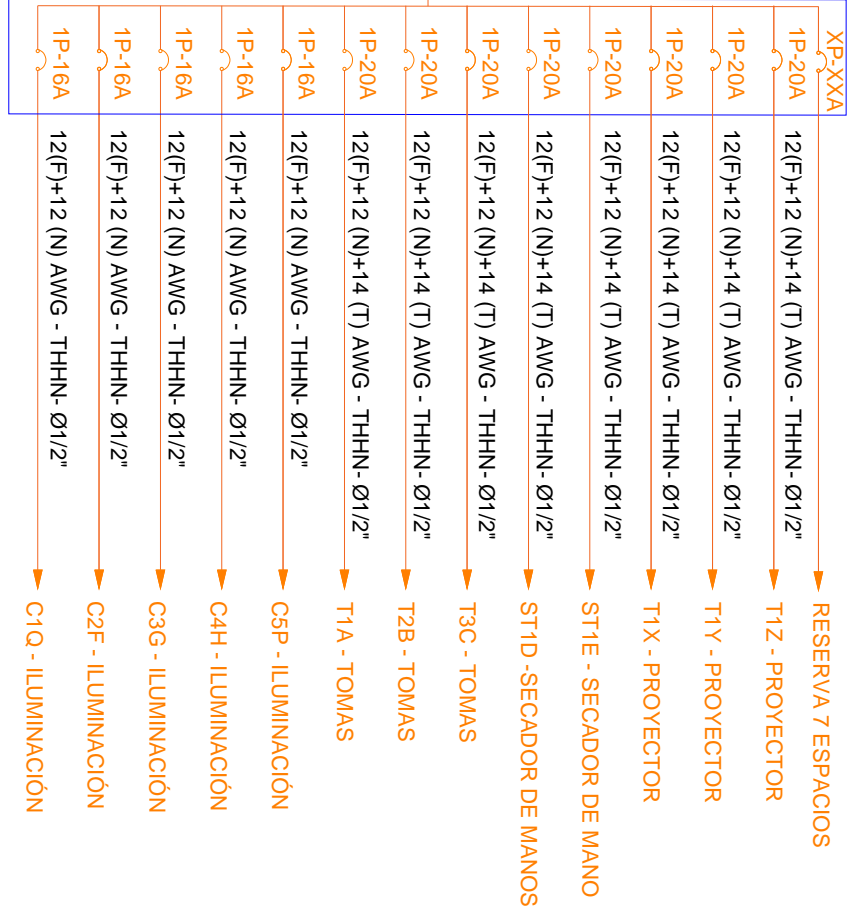 XP-XXA RESERVA 7 ESPACIOS
1P-20A 12(F)+12 (N)+14 (T) AWG - THHN- Ø1/2" T1Z - PROYECTOR
1P-20A 12(F)+12 (N)+14 (T) AWG - THHN- Ø1/2" T1Y - PROYECTOR
1P-20A 12(F)+12 (N)+14 (T) AWG - THHN- Ø1/2" T1X - PROYECTOR
1P-20A 12(F)+12 (N)+14 (T) AWG - THHN- Ø1/2" ST1E - SECADOR DE MANO
1P-20A 12(F)+12 (N)+14 (T) AWG - THHN- Ø1/2" ST1D -SECADOR DE MANOS
1P-20A 12(F)+12 (N)+14 (T) AWG - THHN- Ø1/2" T3C - TOMAS
1P-20A 12(F)+12 (N)+14 (T) AWG - THHN- Ø1/2" T2B - TOMAS
1P-20A 12(F)+12 (N)+14 (T) AWG - THHN- Ø1/2" T1A - TOMAS
1P-16A 12(F)+12 (N) AWG - THHN- Ø1/2" C5P - ILUMINACIÓN
1P-16A 12(F)+12 (N) AWG - THHN- Ø1/2" C4H - ILUMINACIÓN
1P-16A 12(F)+12 (N) AWG - THHN- Ø1/2" C3G - ILUMINACIÓN
1P-16A 12(F)+12 (N) AWG - THHN- Ø1/2" C2F - ILUMINACIÓN
1P-16A 12(F)+12 (N) AWG - THHN- Ø1/2" C1Q - ILUMINACIÓN